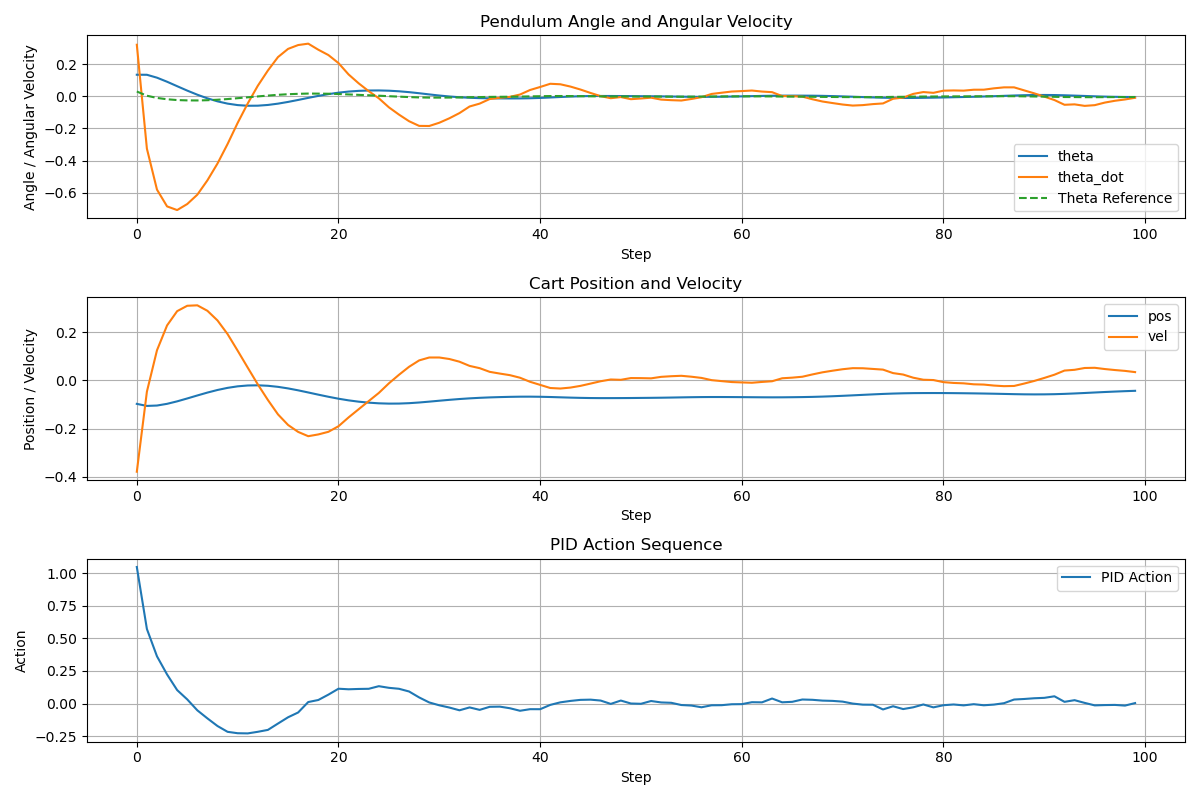 Pendulum Angle and Angular Velocity
Angle / Angular Velocity
0.2
0.0
−0.2
−0.4
−0.6
theta
theta_dot
Theta Reference
0 20 40 60 80 100
Step
Cart Position and Velocity
Position / Velocity
0.2
0.0
−0.2
−0.4
pos
vel
0 20 40 60 80 100
Step
PID Action Sequence
Action
1.00
0.75
0.50
0.25
0.00
−0.25
PID Action
0 20 40 60 80 100
Step